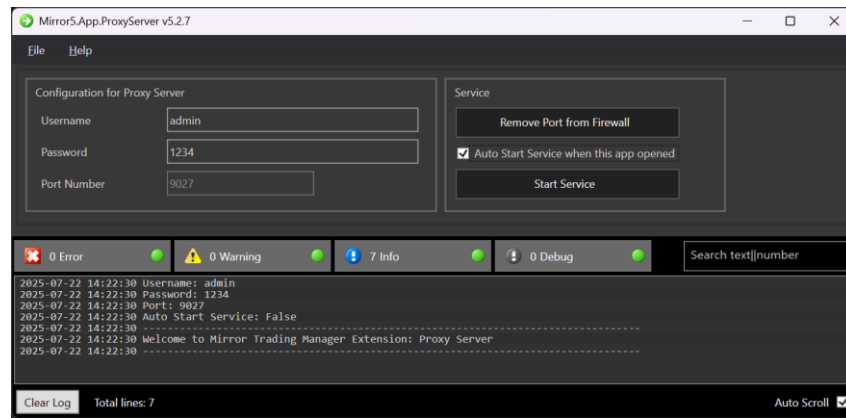 Mirror5.App.ProxyServer v5.2.7
File Help
Configuration for Proxy Server
Username admin
Password 1234
Port Number 9027
Service
Remove Port from Firewall
Auto Start Service when this app opened
Start Service
0 Error 0 Warning 7 Info 0 Debug Search text||number
2025-07-22 14:22:30 Username: admin
2025-07-22 14:22:30 Password: 1234
2025-07-22 14:22:30 Port: 9027
2025-07-22 14:22:30 Auto Start Service: False
2025-07-22 14:22:30 --------------------------------------------------------------------------------
2025-07-22 14:22:30 Welcome to Mirror Trading Manager Extension: Proxy Server
2025-07-22 14:22:30 --------------------------------------------------------------------------------
Clear Log Total lines: 7 Auto Scroll